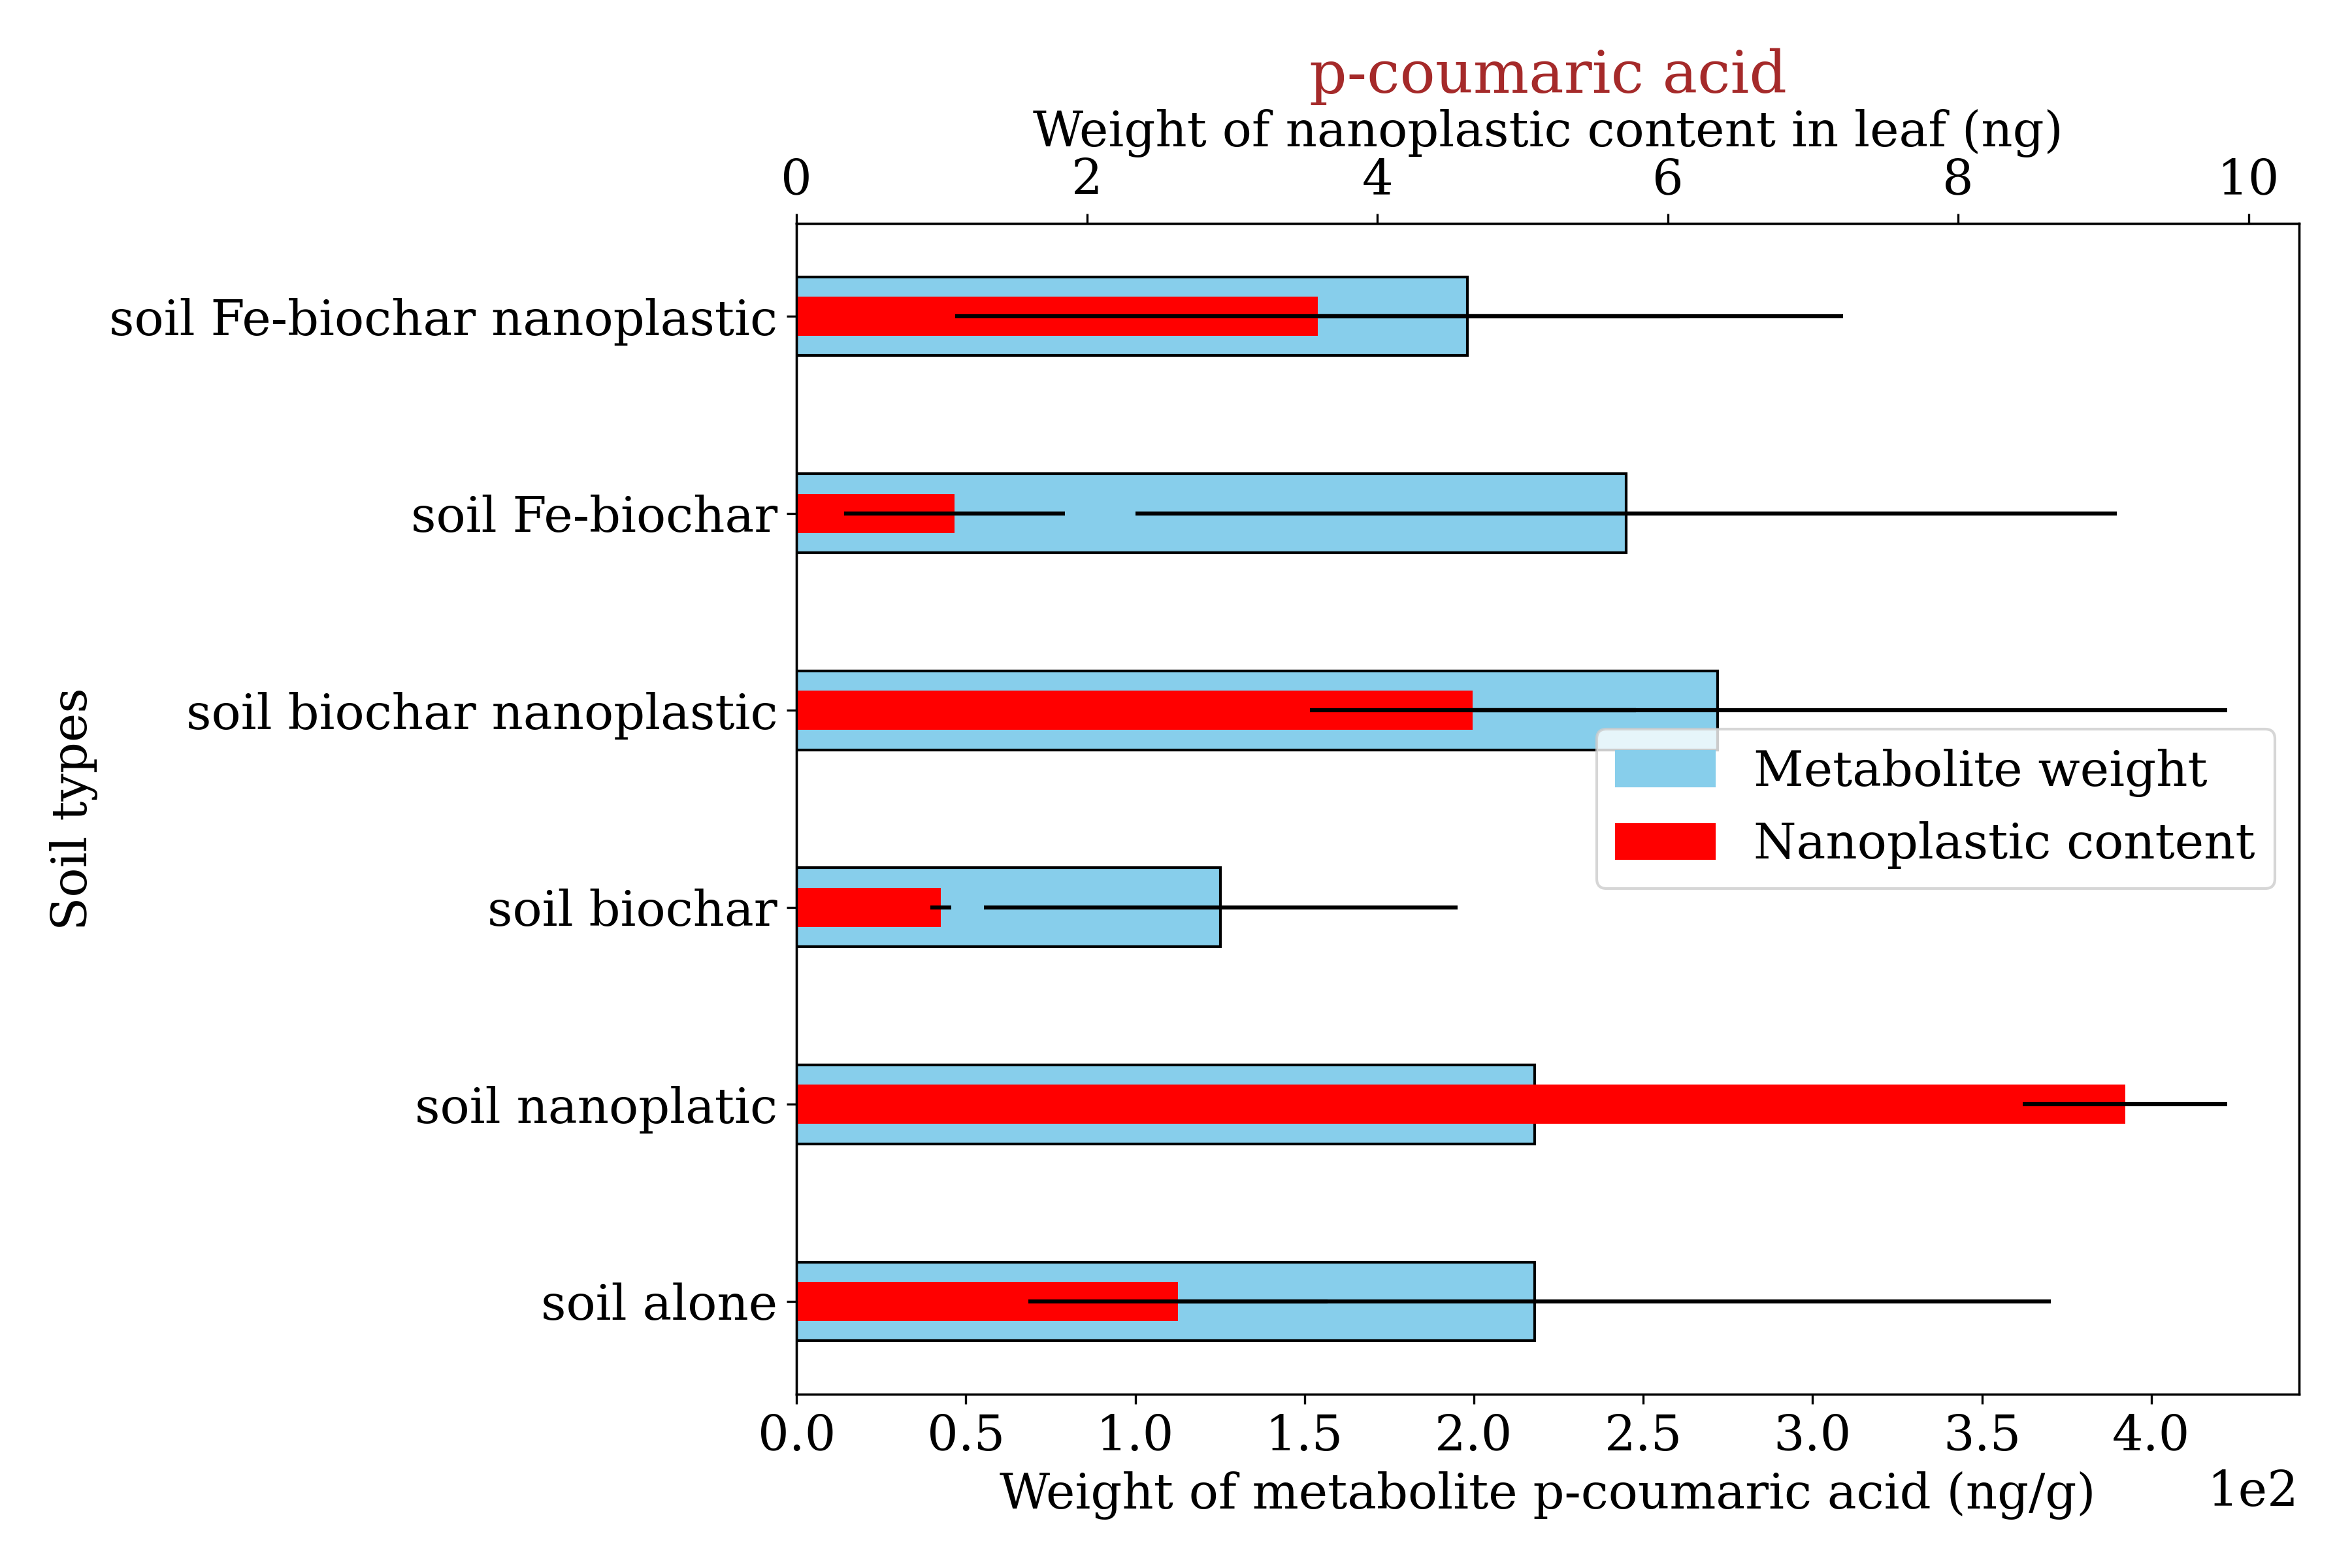 p-coumaric acid
Weight of nanoplastic content in leaf (ng)
0 2 4 6 8 10
soil Fe-biochar nanoplastic
soil Fe-biochar
soil biochar nanoplastic
soil biochar
soil nanoplatic
soil alone
Soil types
Metabolite weight
Nanoplastic content
0.0 0.5 1.0 1.5 2.0 2.5 3.0 3.5 4.0
Weight of metabolite p-coumaric acid (ng/g)
1e2